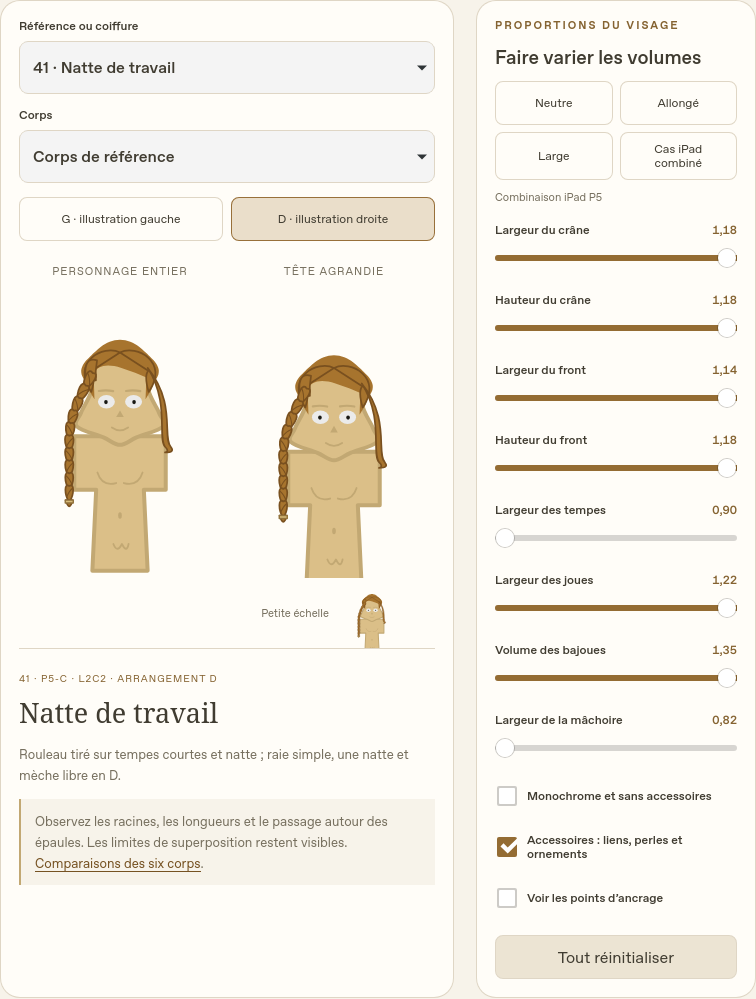 Référence ou coiffure
41 · Natte de travail
Corps
Corps de référence
G · illustration gauche
D · illustration droite
PERSONNAGE ENTIER
TÊTE AGRANDIE
Petite échelle
41 · P5-C · L2C2 · ARRANGEMENT D
Natte de travail
Rouleau tiré sur tempes courtes et natte ; raie simple, une natte et
mèche libre en D.
Observez les racines, les longueurs et le passage autour des
épaules. Les limites de superposition restent visibles.
Comparaisons des six corps.
PROPORTIONS DU VISAGE
Faire varier les volumes
Neutre
Allongé
Large
Cas iPad
combiné
Combinaison iPad P5
Largeur du crâne 1,18
Hauteur du crâne 1,18
Largeur du front 1,14
Hauteur du front 1,18
Largeur des tempes 0,90
Largeur des joues 1,22
Volume des bajoues 1,35
Largeur de la mâchoire 0,82
Monochrome et sans accessoires
Accessoires : liens, perles et
ornements
Voir les points d’ancrage
Tout réinitialiser